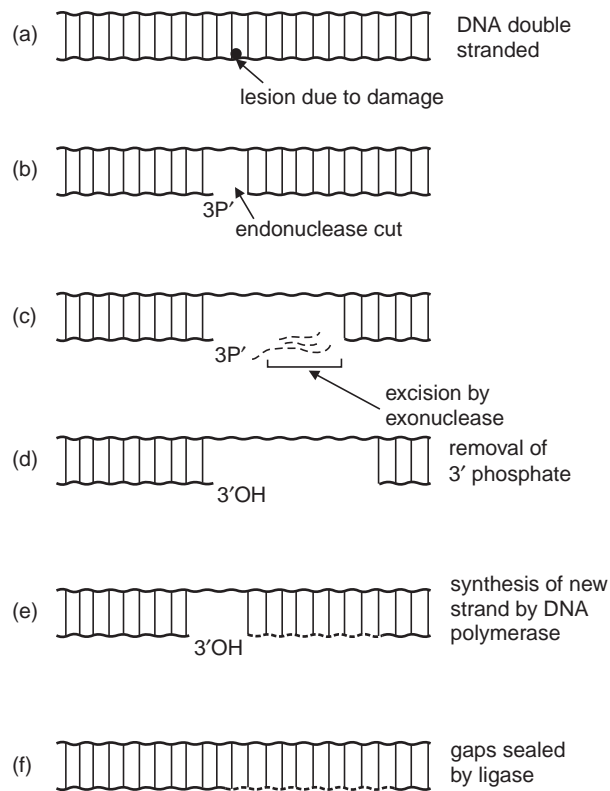 (a)
DNA double
stranded
lesion due to damage
(b)
3P′
endonuclease cut
(c)
3P′
excision by
exonuclease
(d)
removal of
3′ phosphate
3′OH
(e)
synthesis of new
strand by DNA
polymerase
3′OH
(f)
gaps sealed
by ligase